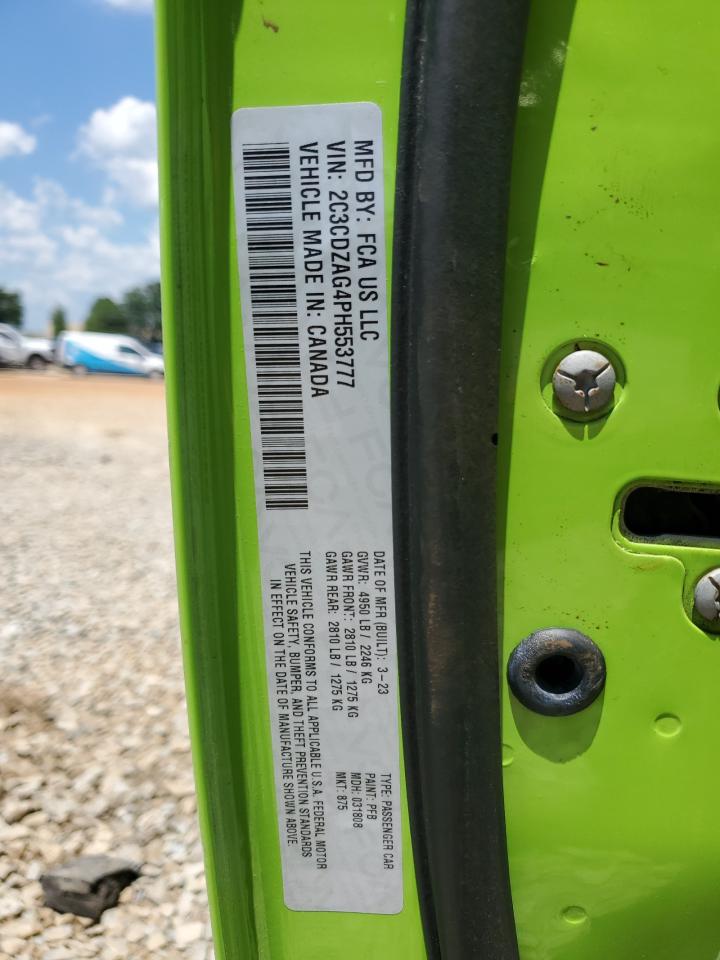 MFD BY: FCA US LLC
VIN: 2C3CDZAG4PH553777
VEHICLE MADE IN: CANADA
DATE OF MFR (BUILT): 3-23
GVWR: 4950 LB / 2246 KG
GAWR FRONT: 2810 LB / 1275 KG
GAWR REAR: 2810 LB / 1275 KG
THIS VEHICLE CONFORMS TO ALL APPLICABLE U.S.A. FEDERAL MOTOR
VEHICLE SAFETY, BUMPER, AND THEFT PREVENTION STANDARDS
IN EFFECT ON THE DATE OF MANUFACTURE SHOWN ABOVE.
TYPE: PASSENGER CAR
PAINT: PFB
MDH: 031808
MKT: 875